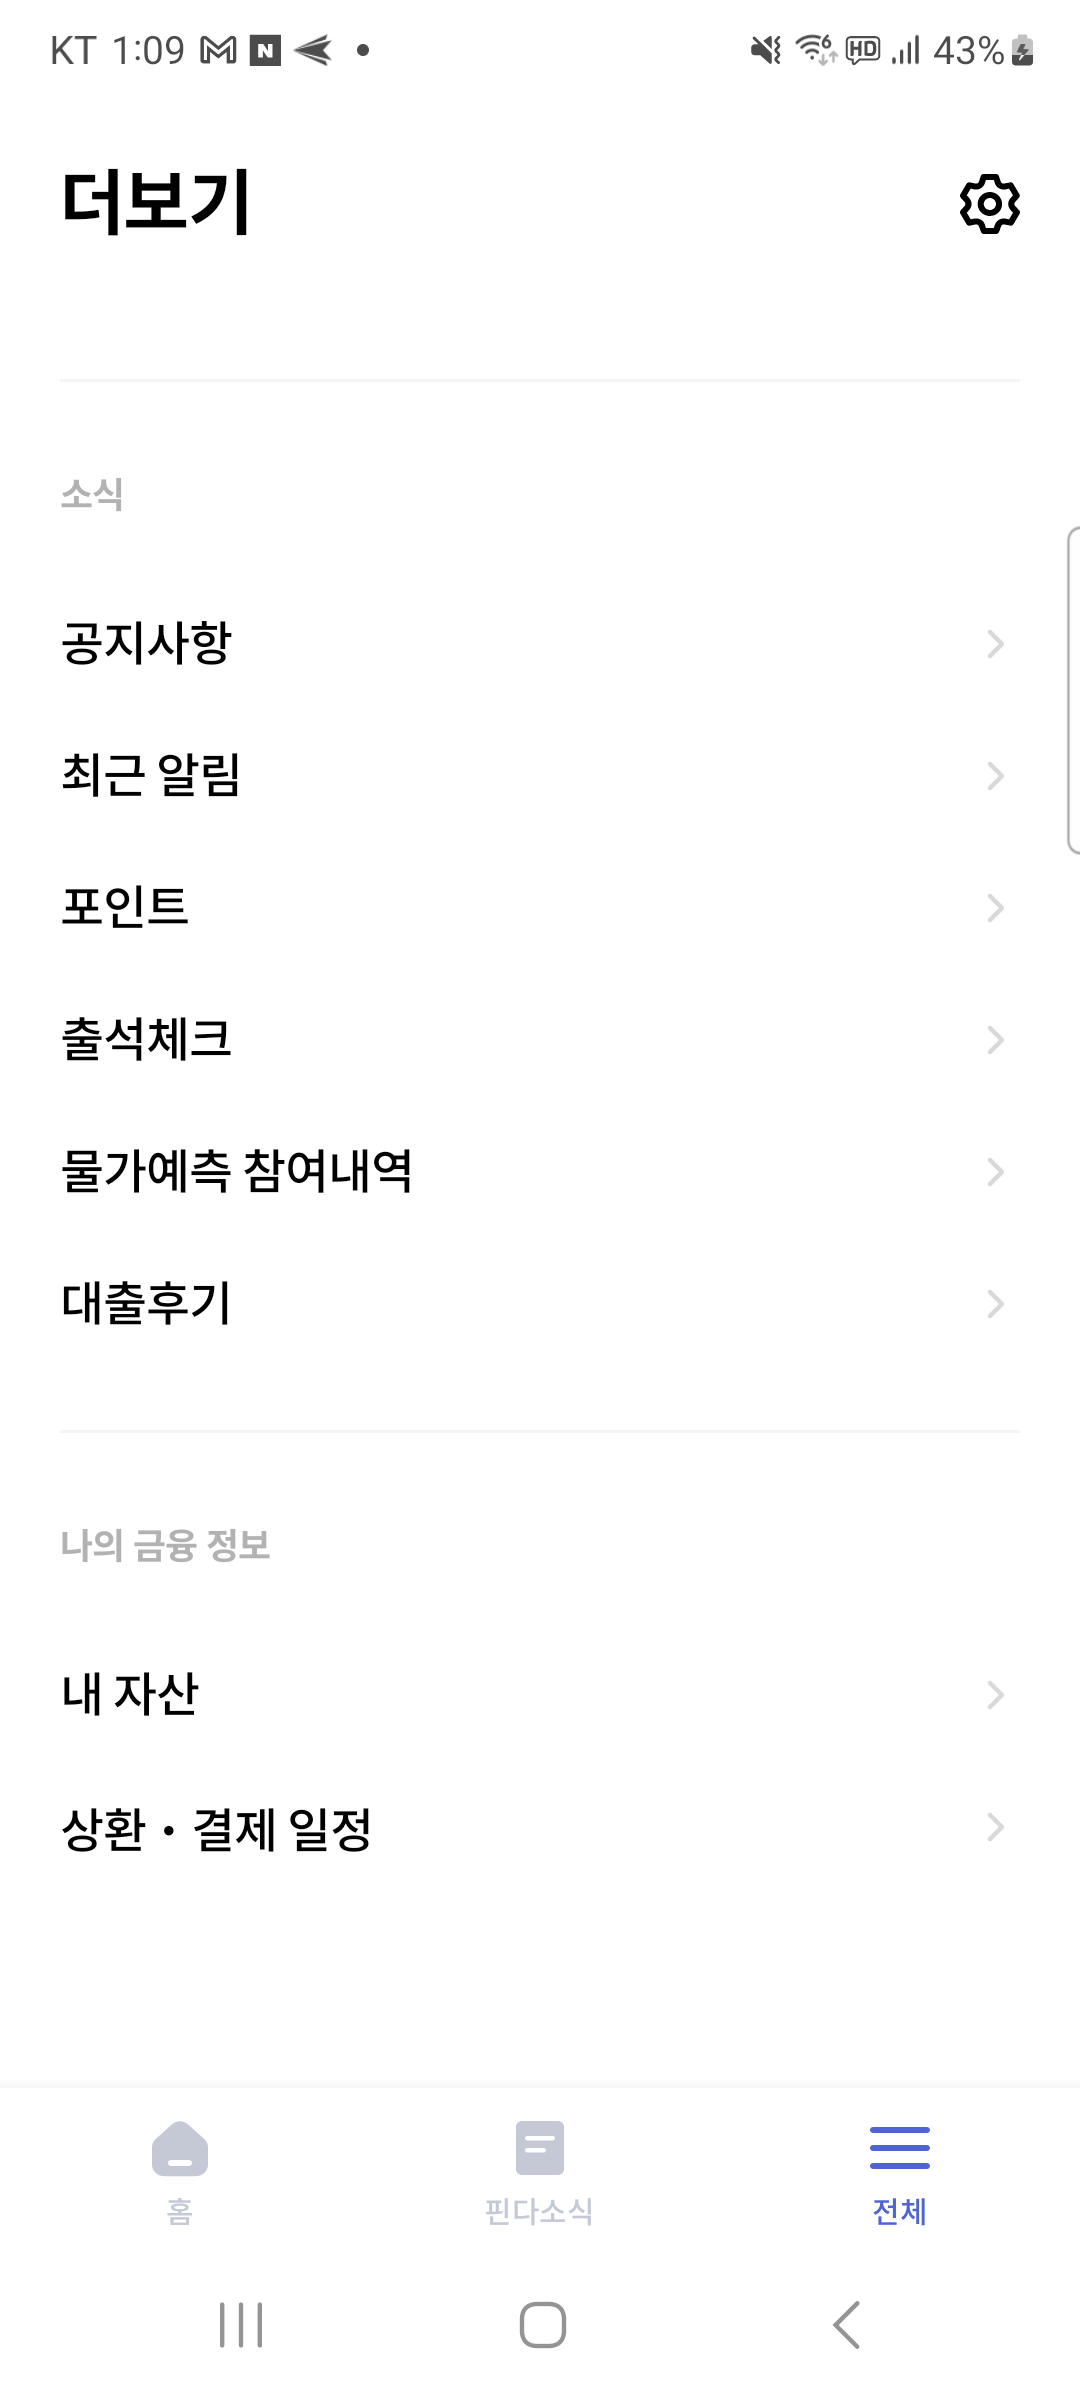 KT 1:09 HD 43%
더보기
소식
공지사항
최근 알림
포인트
출석체크
물가예측 참여내역
대출후기
나의 금융 정보
내 자산
상환 • 결제 일정
홈 핀다소식 전체